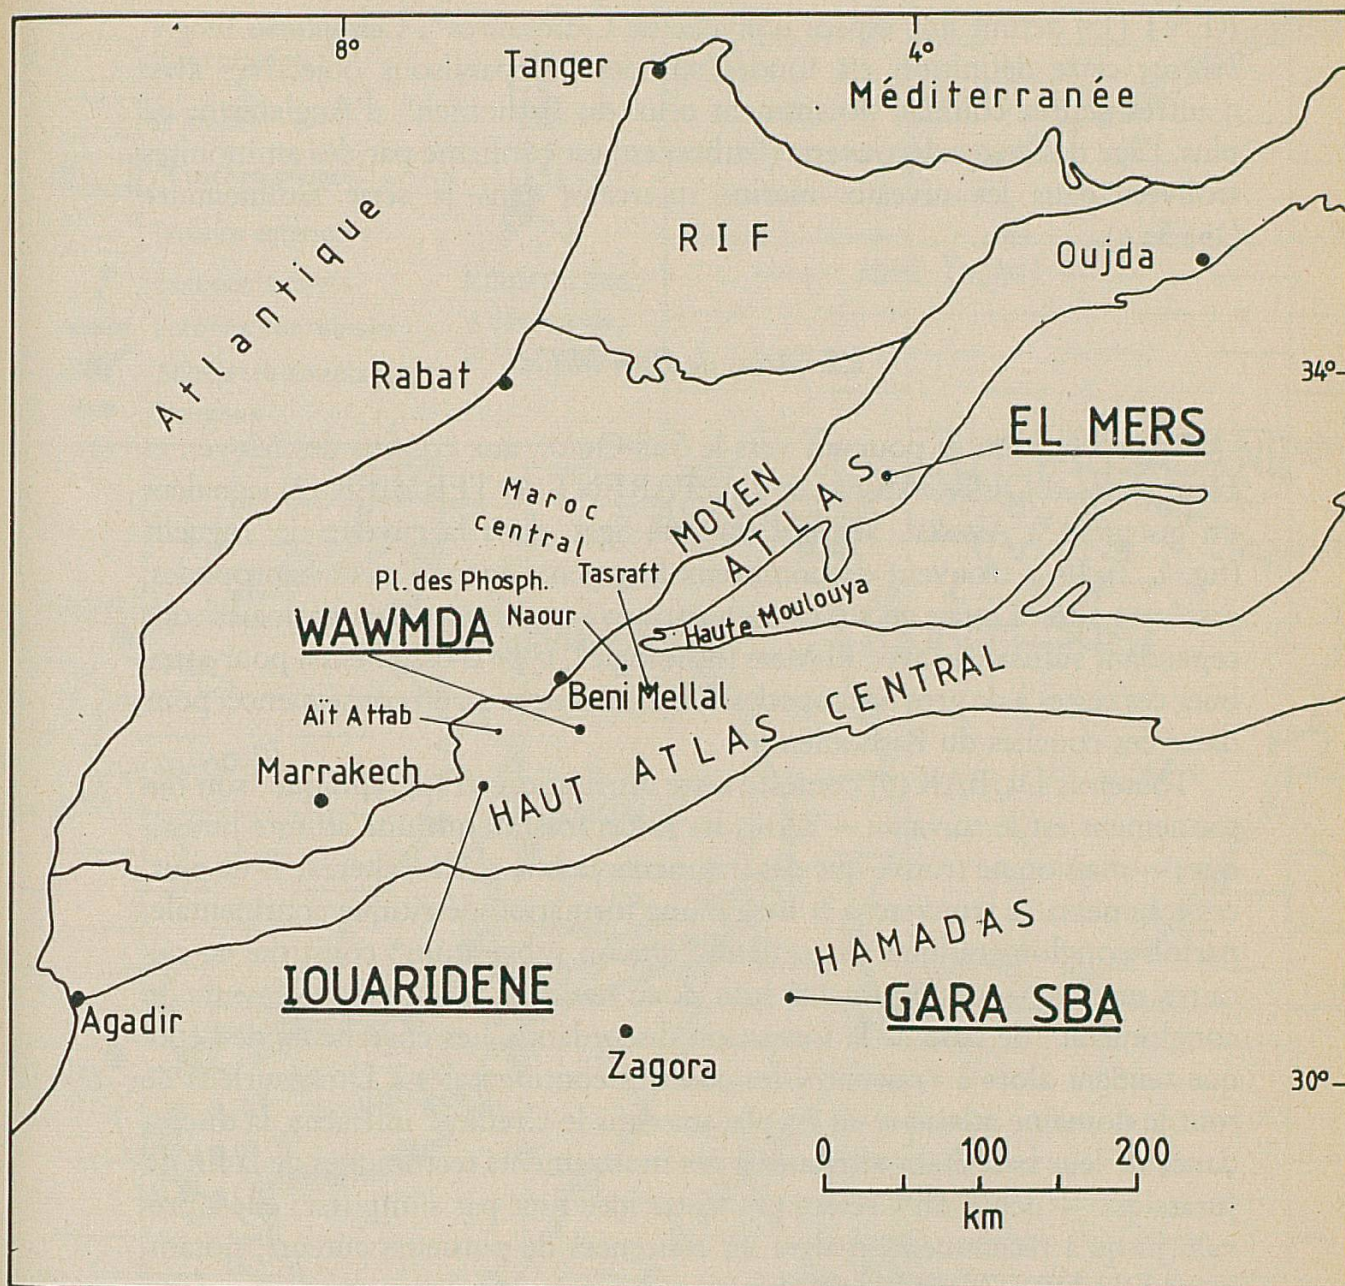 8°
4°
Tanger
Méditerranée
Atlantique
RIF
Oujda
Rabat
34°
EL MERS
Maroc
central
MOYEN
ATLAS
Pl. des Phosph.
Tasraft
WAWMDA
Naour
Haute Moulouya
Beni Mellal
Aït Attab
HAUT ATLAS CENTRAL
Marrakech
HAMADAS
IOUARIDENE
GARA SBA
Agadir
Zagora
30°
0 100 200
km